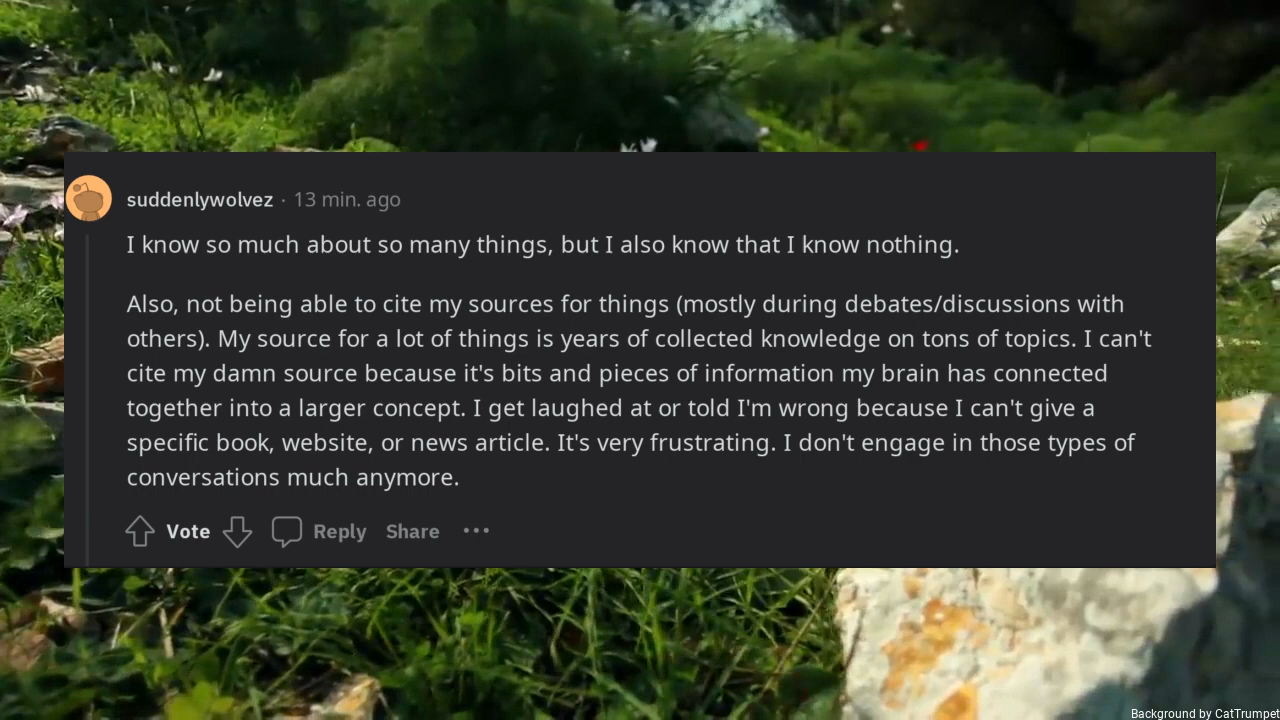 suddenlywolvez · 13 min. ago
I know so much about so many things, but I also know that I know nothing.
Also, not being able to cite my sources for things (mostly during debates/discussions with
others). My source for a lot of things is years of collected knowledge on tons of topics. I can't
cite my damn source because it's bits and pieces of information my brain has connected
together into a larger concept. I get laughed at or told I'm wrong because I can't give a
specific book, website, or news article. It's very frustrating. I don't engage in those types of
conversations much anymore.
Vote Reply Share
Background by CatTrumpet